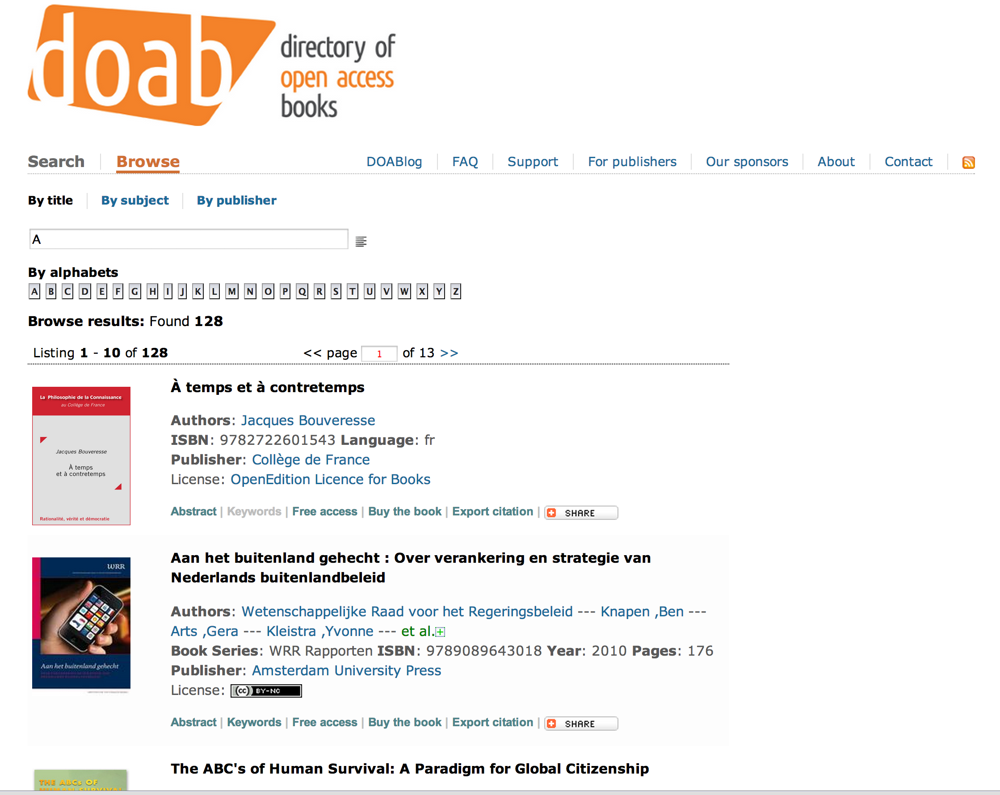 doab
directory of
open access
books
Search Browse DOABlog FAQ Support For publishers Our sponsors About Contact
By title By subject By publisher
A
By alphabets
A B C D E F G H I J K L M N O P Q R S T U V W X Y Z
Browse results: Found 128
Listing 1 - 10 of 128 << page 1 of 13 >>
La Philosophie de la Connaissance
au Collège de France
Jacques Bouveresse
À temps
et à contretemps
Rationalité, vérité et démocratie
À temps et à contretemps
Authors: Jacques Bouveresse
ISBN: 9782722601543 Language: fr
Publisher: Collège de France
License: OpenEdition Licence for Books
Abstract | Keywords | Free access | Buy the book | Export citation | SHARE
WRR
Aan het buitenland gehecht
Aan het buitenland gehecht : Over verankering en strategie van
Nederlands buitenlandbeleid
Authors: Wetenschappelijke Raad voor het Regeringsbeleid --- Knapen ,Ben ---
Arts ,Gera --- Kleistra ,Yvonne --- et al.
Book Series: WRR Rapporten ISBN: 9789089643018 Year: 2010 Pages: 176
Publisher: Amsterdam University Press
License: (cc) BY-NC
Abstract | Keywords | Free access | Buy the book | Export citation | SHARE
THE ABCs OF
HUMAN SURVIVAL
The ABC's of Human Survival: A Paradigm for Global Citizenship